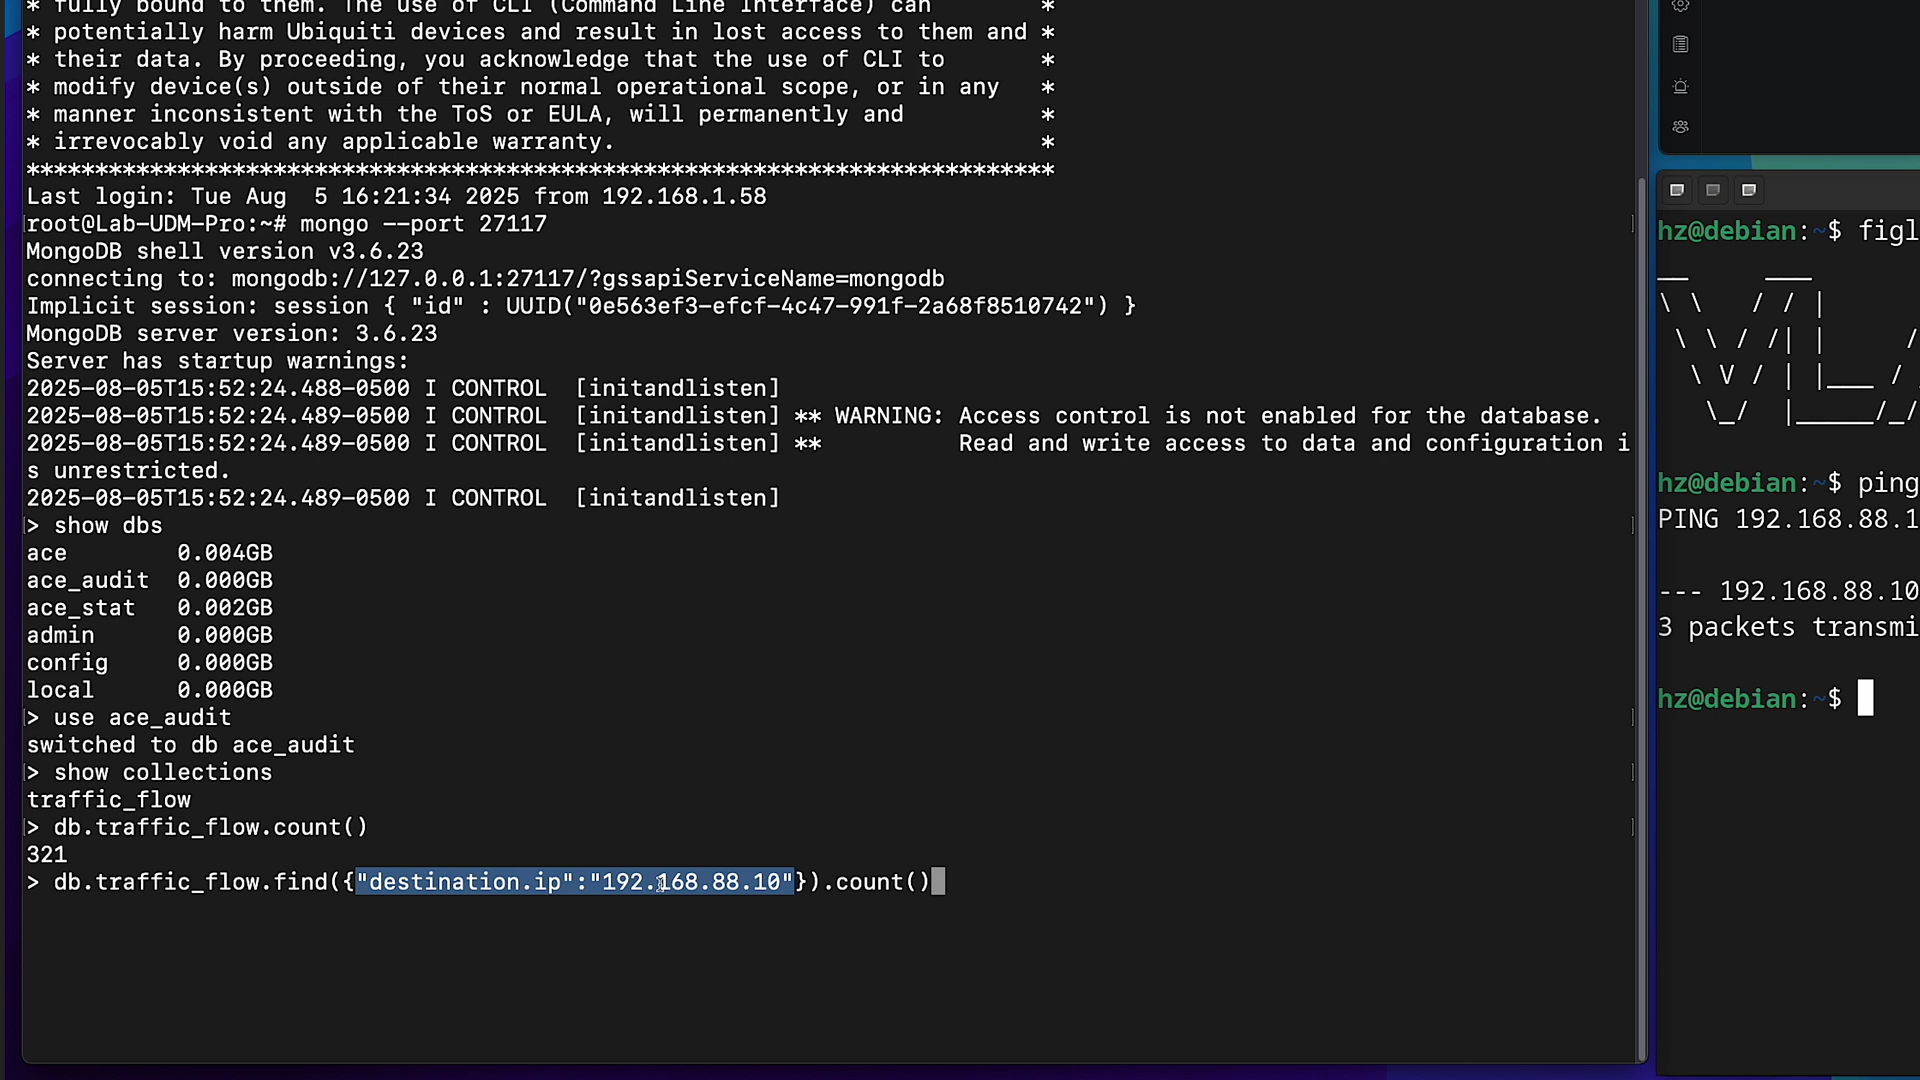 * fully bound to them. The use of CLI (Command Line Interface) can *
* potentially harm Ubiquiti devices and result in lost access to them and *
* their data. By proceeding, you acknowledge that the use of CLI to *
* modify device(s) outside of their normal operational scope, or in any *
* manner inconsistent with the ToS or EULA, will permanently and *
* irrevocably void any applicable warranty. *
***************************************************************************
Last login: Tue Aug  5 16:21:34 2025 from 192.168.1.58
root@Lab-UDM-Pro:~# mongo --port 27117
MongoDB shell version v3.6.23
connecting to: mongodb://127.0.0.1:27117/?gssapiServiceName=mongodb
Implicit session: session { "id" : UUID("0e563ef3-efcf-4c47-991f-2a68f8510742") }
MongoDB server version: 3.6.23
Server has startup warnings:
2025-08-05T15:52:24.488-0500 I CONTROL  [initandlisten]
2025-08-05T15:52:24.489-0500 I CONTROL  [initandlisten] ** WARNING: Access control is not enabled for the database.
2025-08-05T15:52:24.489-0500 I CONTROL  [initandlisten] **          Read and write access to data and configuration i
s unrestricted.
2025-08-05T15:52:24.489-0500 I CONTROL  [initandlisten]
> show dbs
ace        0.004GB
ace_audit  0.000GB
ace_stat   0.002GB
admin      0.000GB
config     0.000GB
local      0.000GB
> use ace_audit
switched to db ace_audit
> show collections
traffic_flow
> db.traffic_flow.count()
321
> db.traffic_flow.find({"destination.ip":"192.168.88.10"}).count()
hz@debian:~$ figl
hz@debian:~$ ping
PING 192.168.88.1
--- 192.168.88.10
3 packets transmi
hz@debian:~$